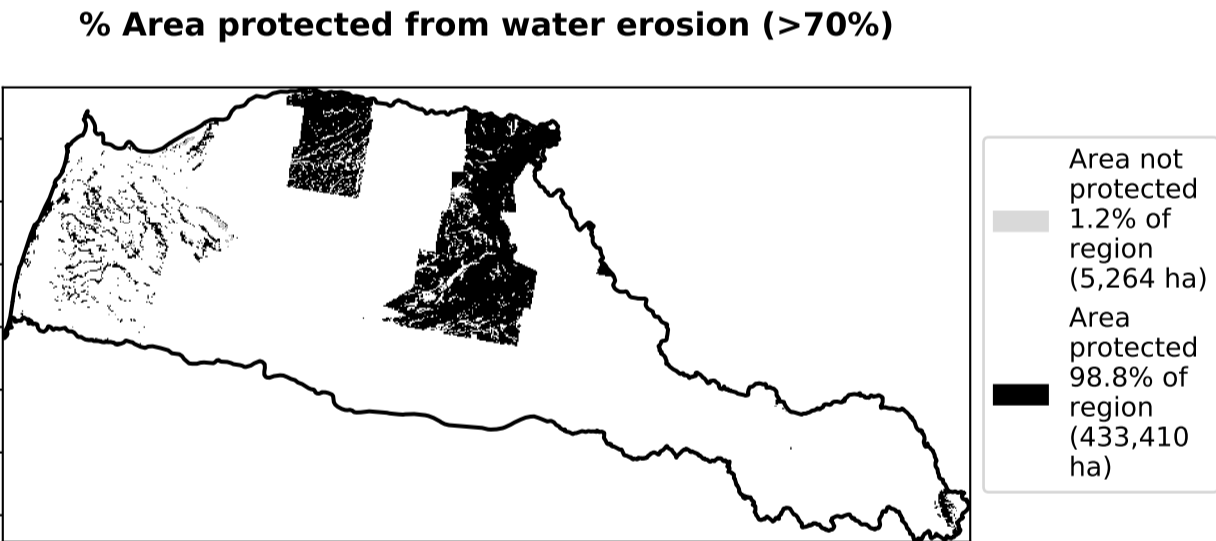 % Area protected from water erosion (>70%)
Area not
protected
1.2% of
region
(5,264 ha)
Area
protected
98.8% of
region
(433,410
ha)